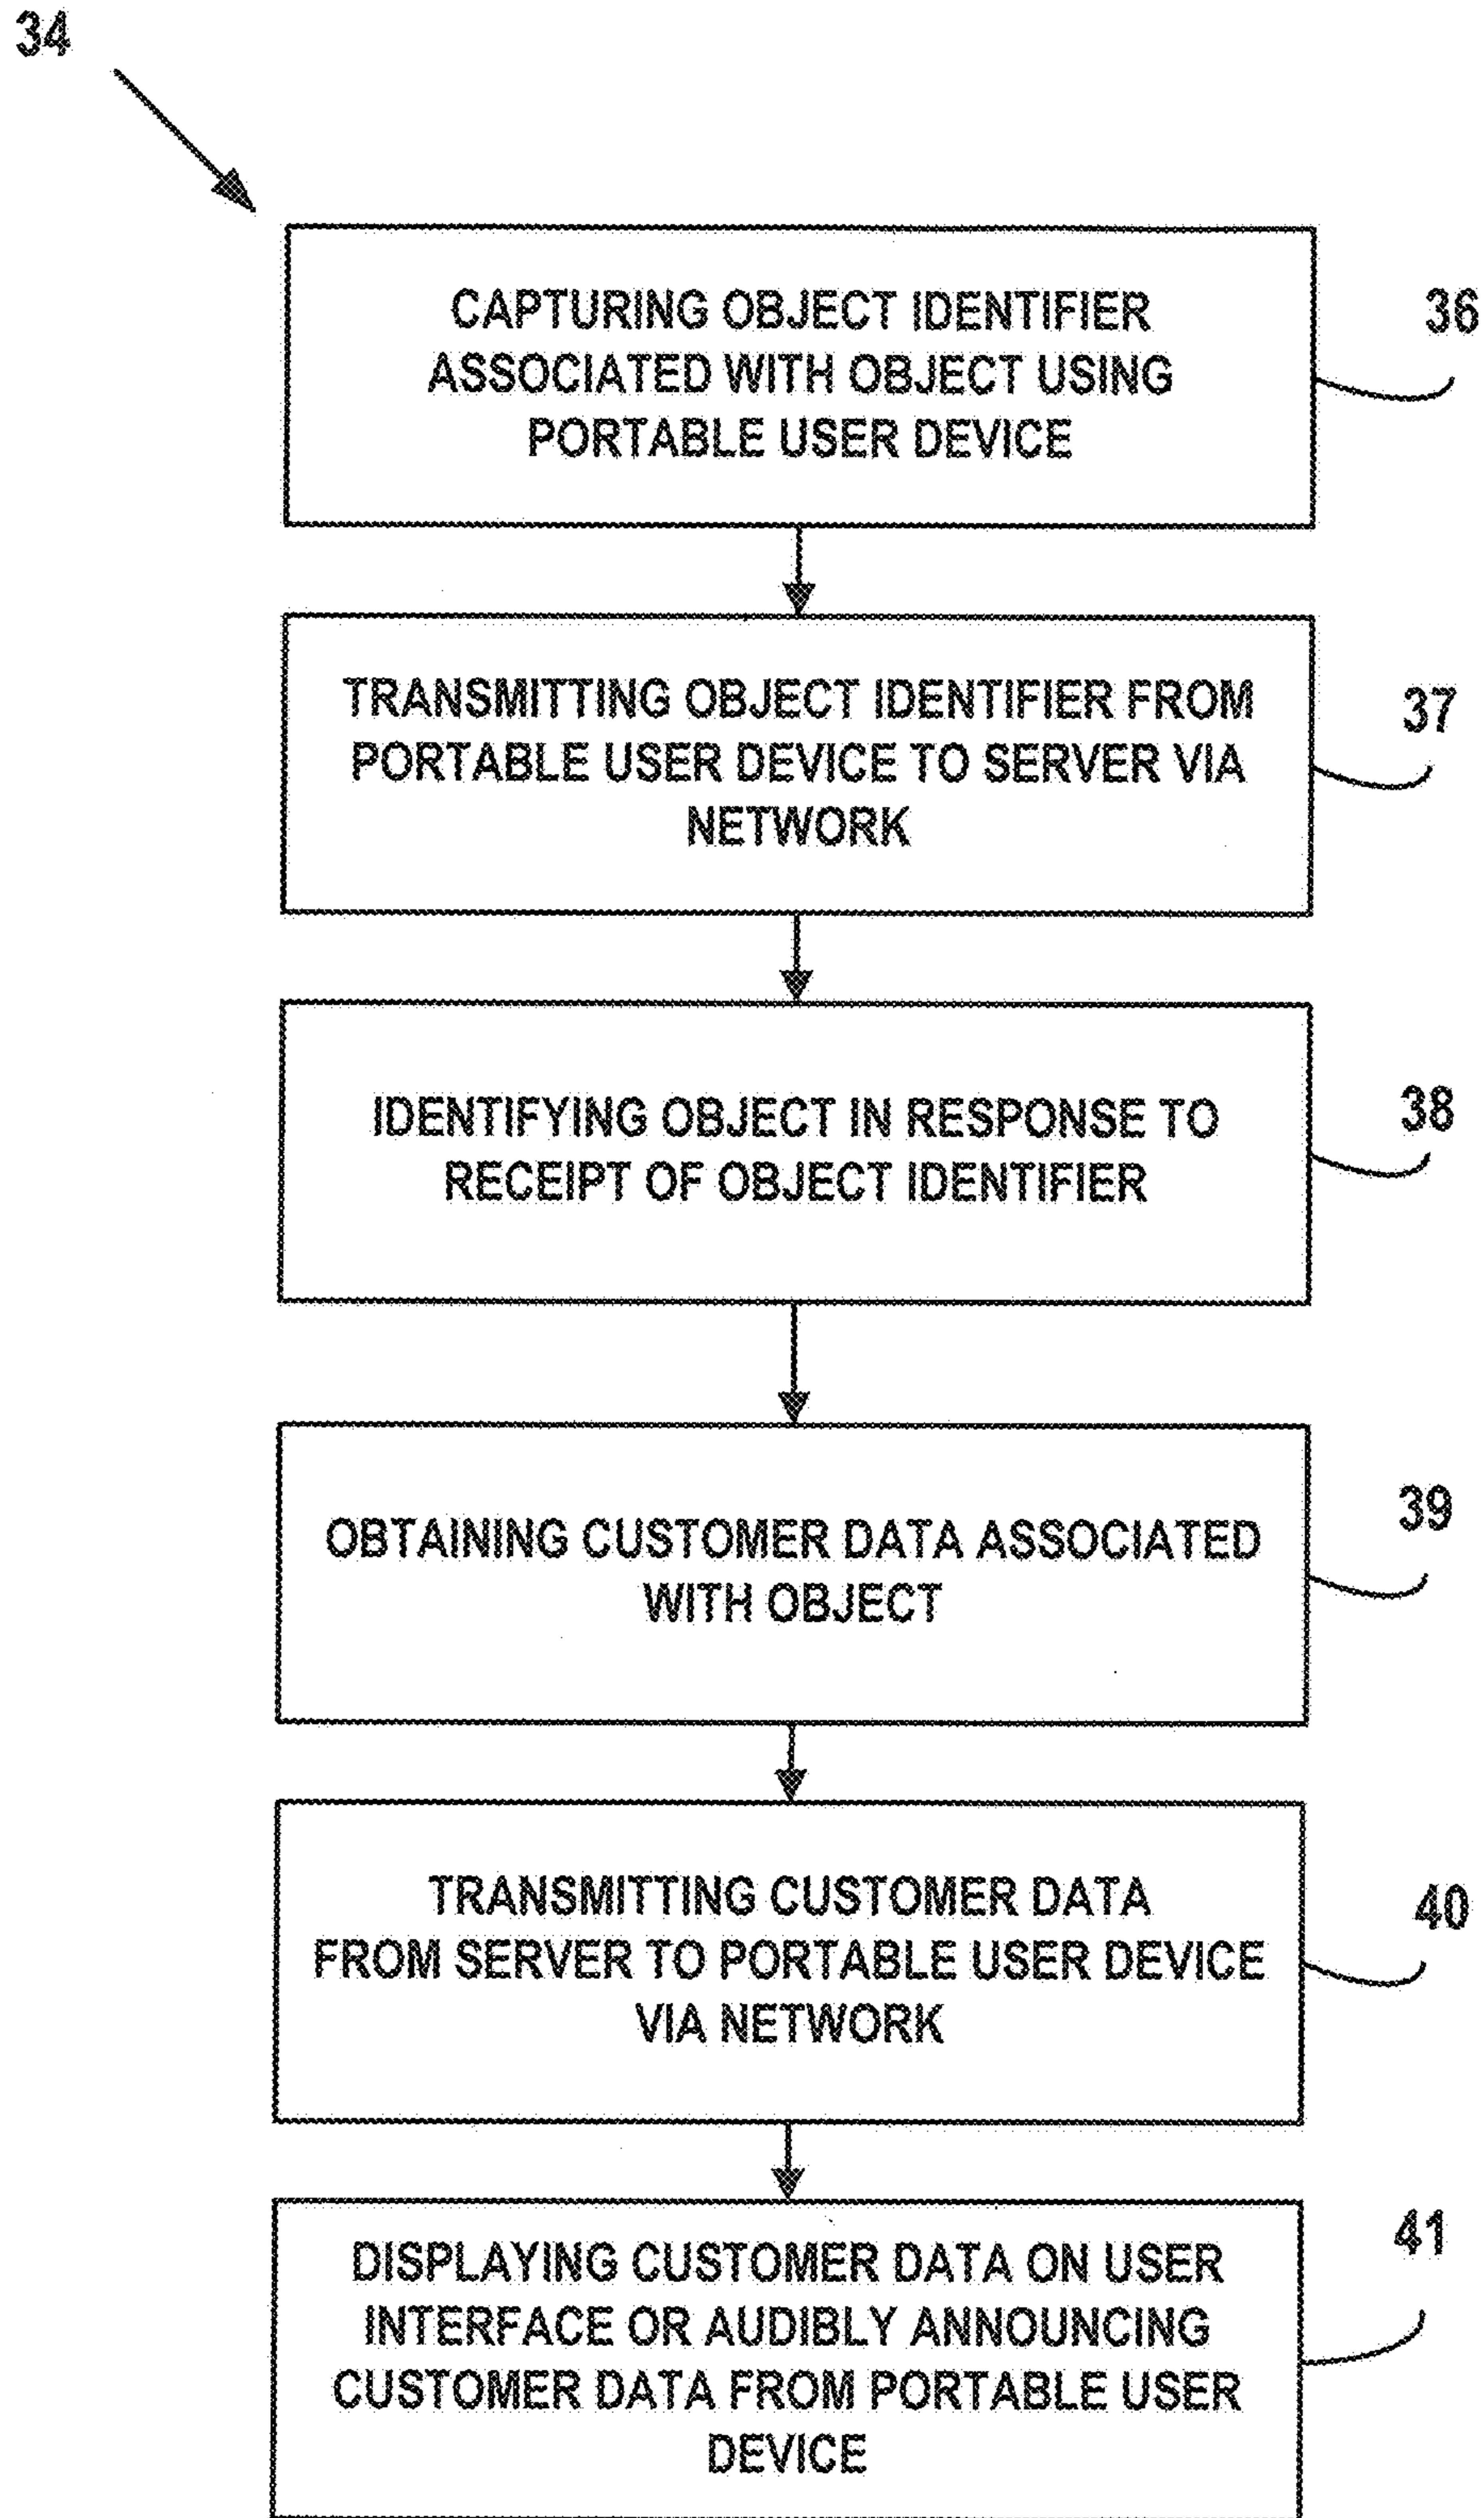 34
CAPTURING OBJECT IDENTIFIER
ASSOCIATED WITH OBJECT USING
PORTABLE USER DEVICE
36
TRANSMITTING OBJECT IDENTIFIER FROM
PORTABLE USER DEVICE TO SERVER VIA
NETWORK
37
IDENTIFYING OBJECT IN RESPONSE TO
RECEIPT OF OBJECT IDENTIFIER
38
OBTAINING CUSTOMER DATA ASSOCIATED
WITH OBJECT
39
TRANSMITTING CUSTOMER DATA
FROM SERVER TO PORTABLE USER DEVICE
VIA NETWORK
40
DISPLAYING CUSTOMER DATA ON USER
INTERFACE OR AUDIBLY ANNOUNCING
CUSTOMER DATA FROM PORTABLE USER
DEVICE
41